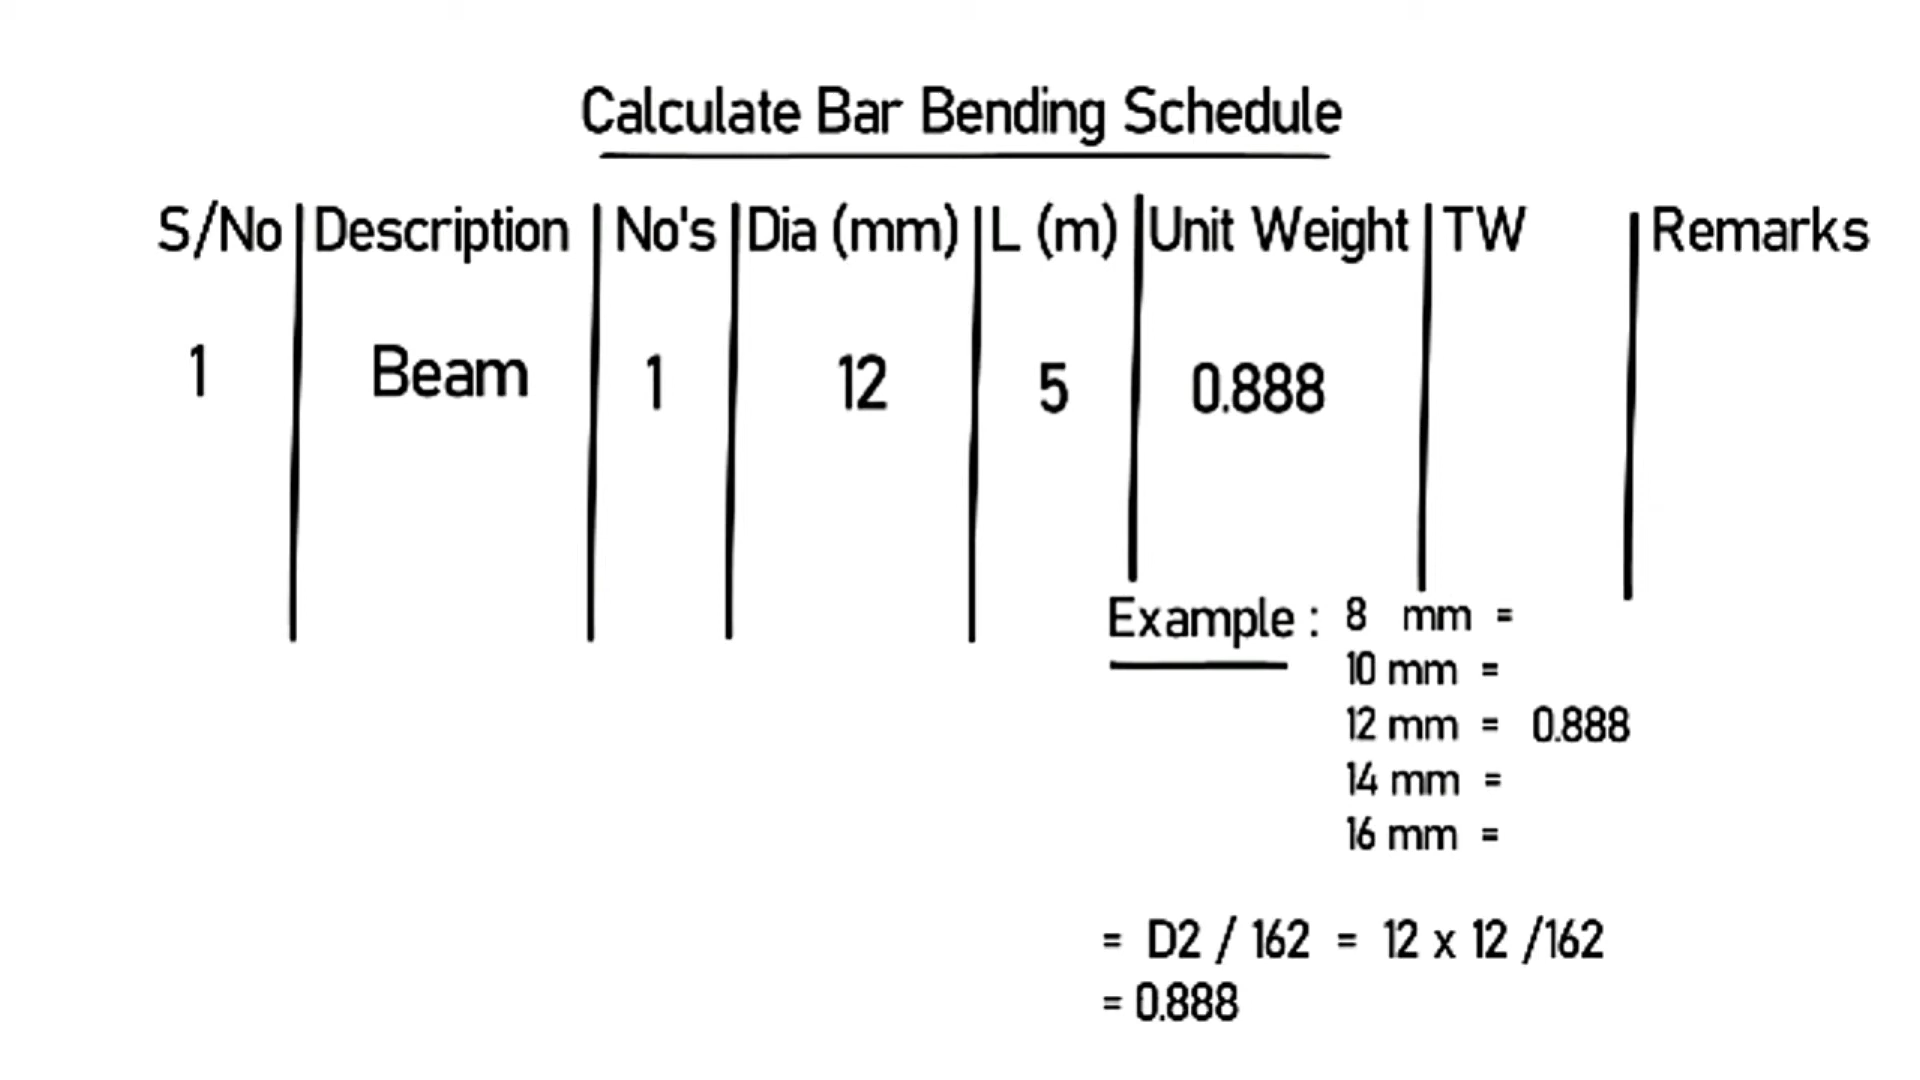 Calculate Bar Bending Schedule
S/No Description No's Dia (mm) L (m) Unit Weight TW Remarks
1 Beam 1 12 5 0.888
Example : 8 mm =
10 mm =
12 mm = 0.888
14 mm =
16 mm =
= D2 / 162 = 12 x 12 /162
= 0.888